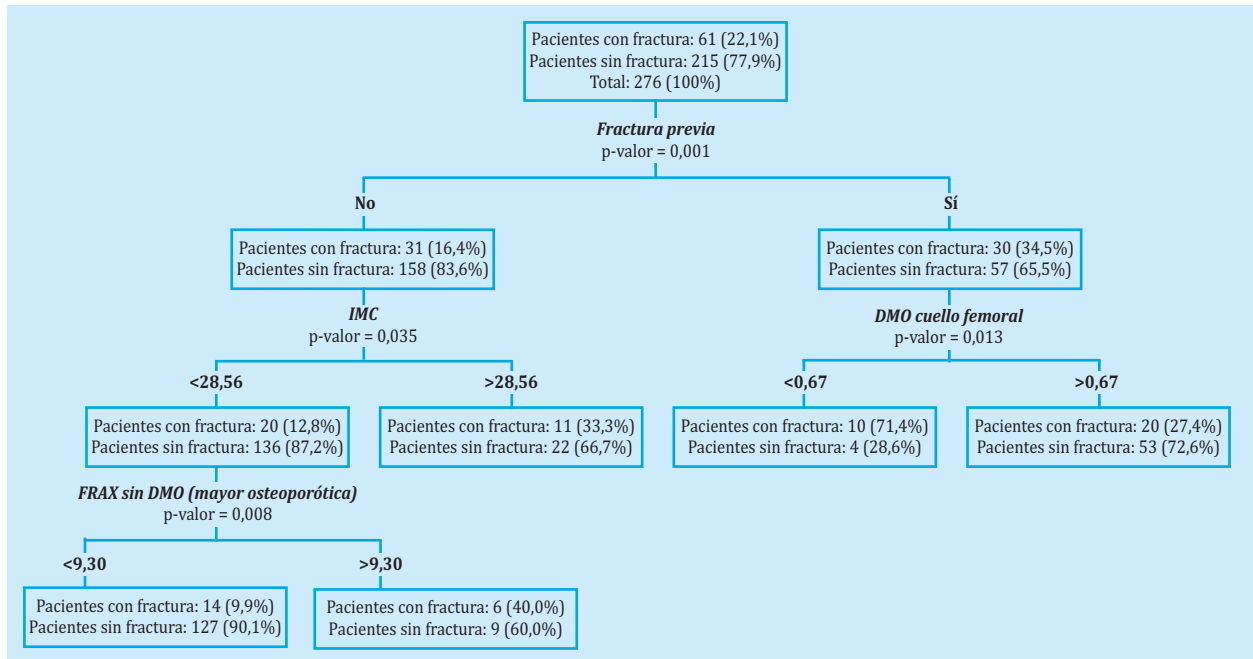 Pacientes con fractura: 61 (22,1%)
Pacientes sin fractura: 215 (77,9%)
Total: 276 (100%)
Fractura previa
p-valor = 0,001
No
Sí
Pacientes con fractura: 31 (16,4%)
Pacientes sin fractura: 158 (83,6%)
Pacientes con fractura: 30 (34,5%)
Pacientes sin fractura: 57 (65,5%)
IMC
p-valor = 0,035
DMO cuello femoral
p-valor = 0,013
<28,56
>28,56
<0,67
>0,67
Pacientes con fractura: 20 (12,8%)
Pacientes sin fractura: 136 (87,2%)
Pacientes con fractura: 11 (33,3%)
Pacientes sin fractura: 22 (66,7%)
Pacientes con fractura: 10 (71,4%)
Pacientes sin fractura: 4 (28,6%)
Pacientes con fractura: 20 (27,4%)
Pacientes sin fractura: 53 (72,6%)
FRAX sin DMO (mayor osteoporótica)
p-valor = 0,008
<9,30
>9,30
Pacientes con fractura: 14 (9,9%)
Pacientes sin fractura: 127 (90,1%)
Pacientes con fractura: 6 (40,0%)
Pacientes sin fractura: 9 (60,0%)